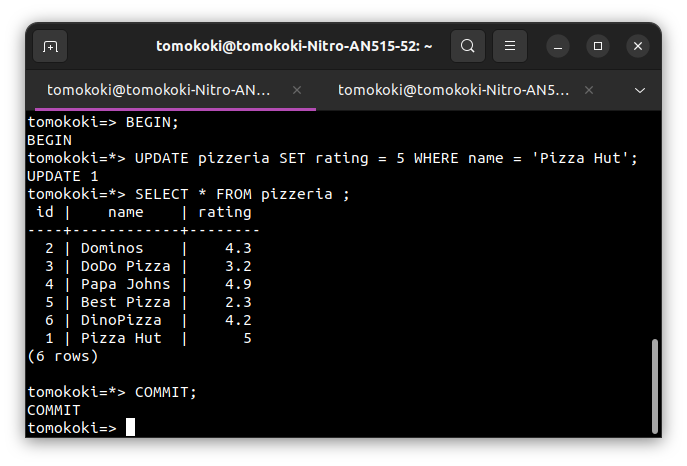 tomokoki@tomokoki-Nitro-AN515-52: ~
tomokoki@tomokoki-Nitro-AN... tomokoki@tomokoki-Nitro-AN5...
tomokoki=> BEGIN;
BEGIN
tomokoki=*> UPDATE pizzeria SET rating = 5 WHERE name = 'Pizza Hut';
UPDATE 1
tomokoki=*> SELECT * FROM pizzeria ;
 id |    name    | rating
----+------------+--------
  2 | Dominos    |    4.3
  3 | DoDo Pizza |    3.2
  4 | Papa Johns |    4.9
  5 | Best Pizza |    2.3
  6 | DinoPizza  |    4.2
  1 | Pizza Hut  |      5
(6 rows)

tomokoki=*> COMMIT;
COMMIT
tomokoki=>